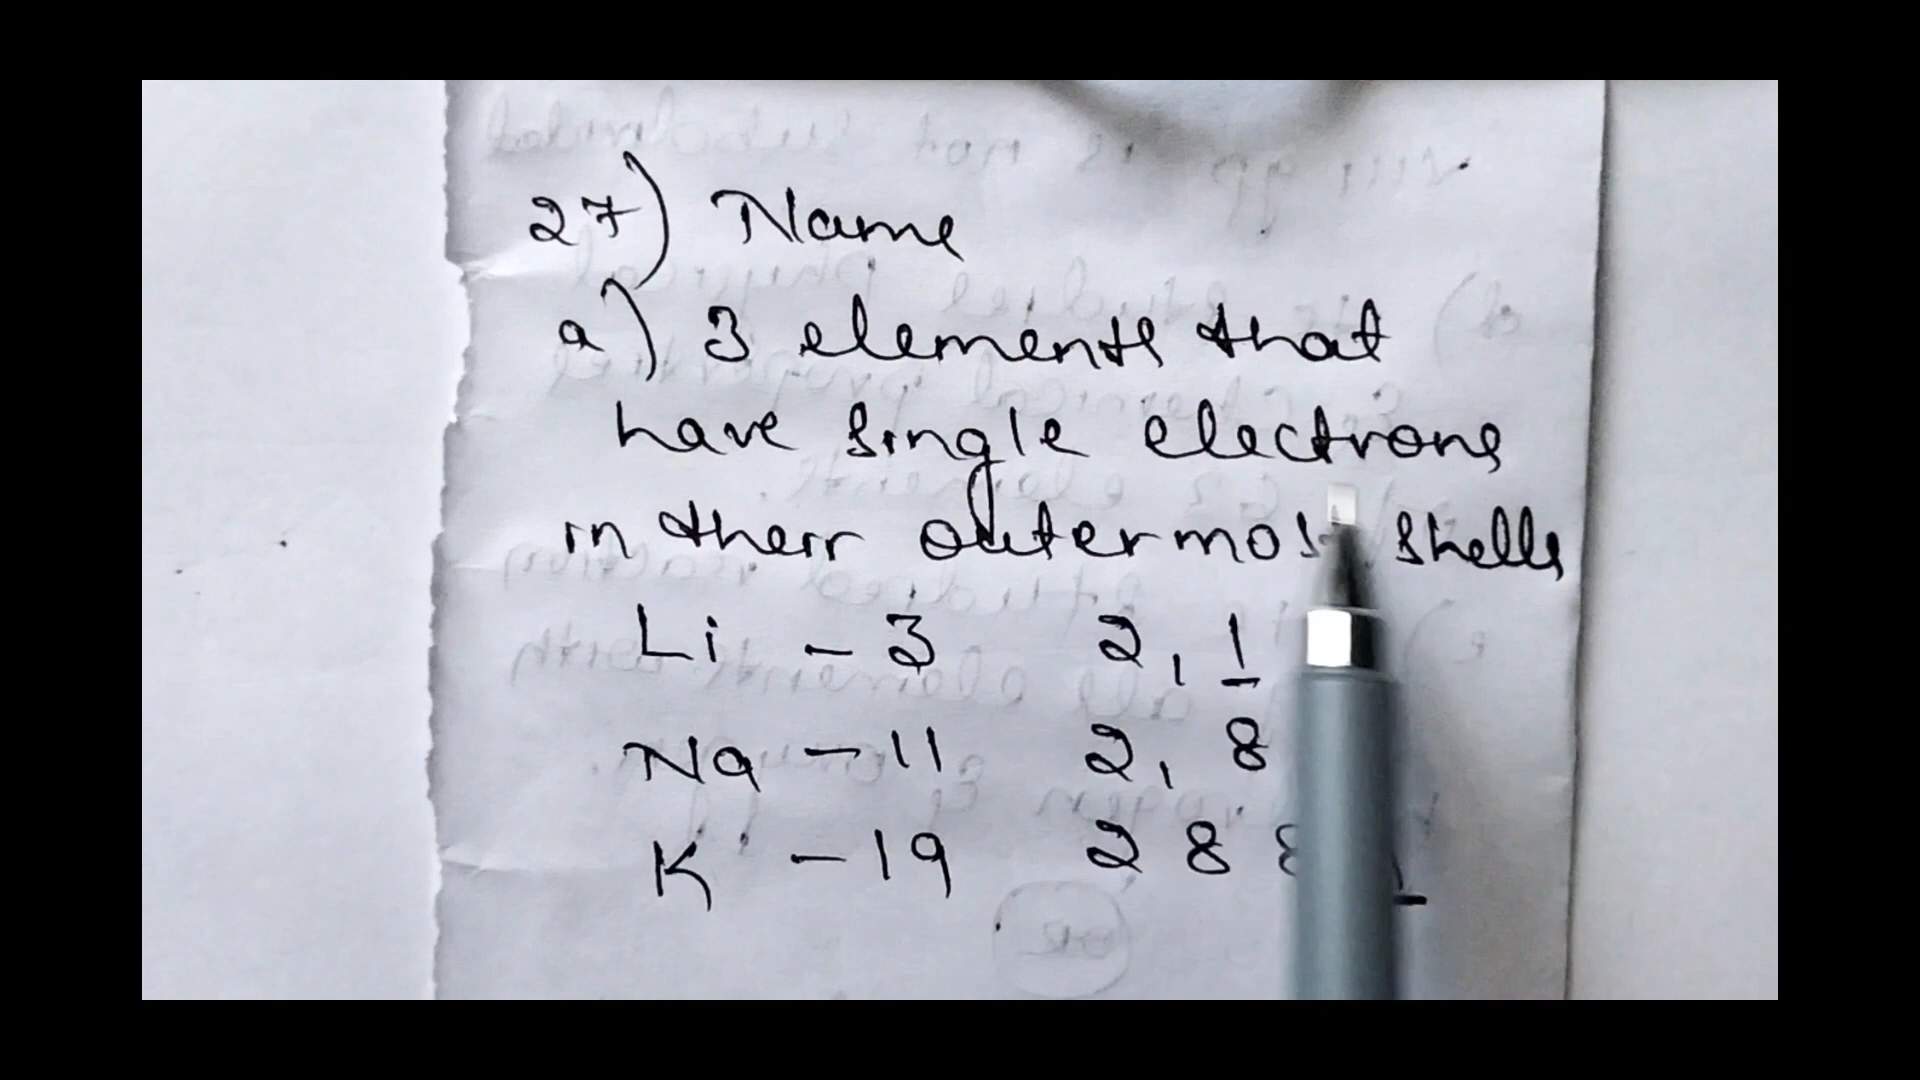 27) Name
a) 3 elements that
have single electrons
in their outermost shells
Li - 3 2, 1
Na - 11 2, 8
K - 19 2 8 8